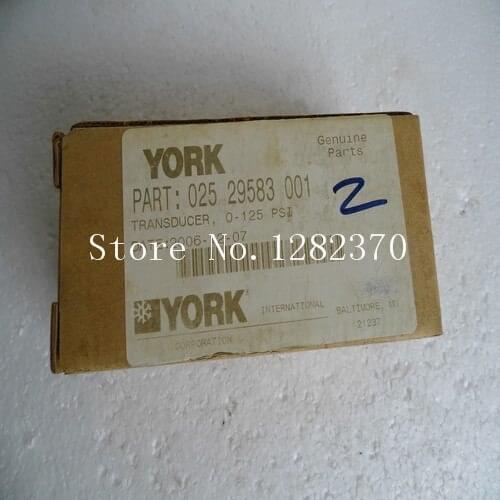 YORK
Genuine
Parts
PART: 025 29583 001
2
TRANSDUCER, 0-125 PSI
Store No. 1282370
YORK
INTERNATIONAL
CORPORATION
BALTIMORE,
21237